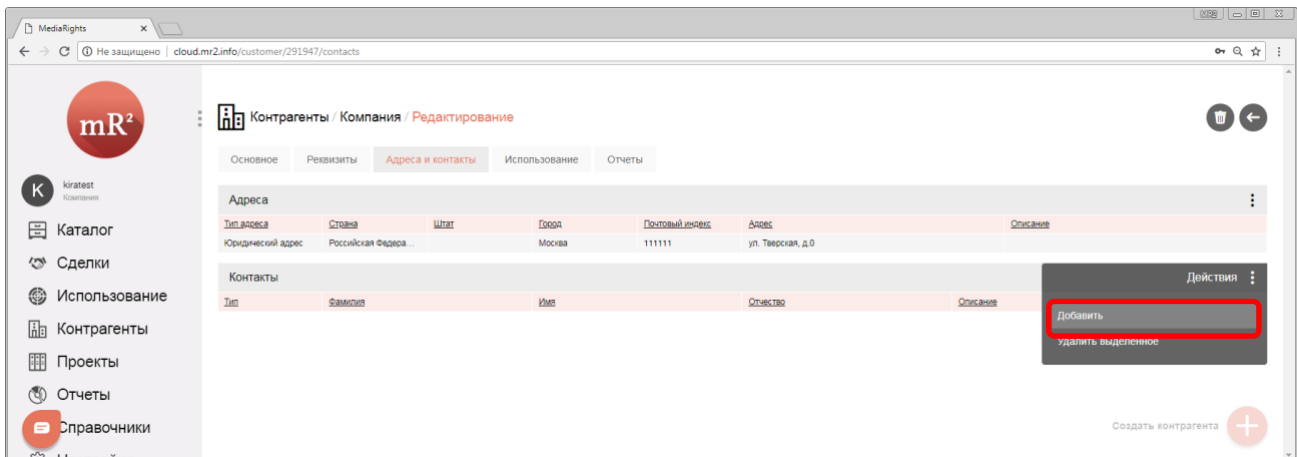 MR2
MediaRights
Не защищено | cloud.mr2.info/customer/291947/contacts
mR²
Контрагенты / Компания / Редактирование
Основное Реквизиты Адреса и контакты Использование Отчеты
K
kiratest
Компания
Адреса
Тип адреса Страна Штат Город Почтовый индекс Адрес Описание
Юридический адрес Российская Федера... Москва 111111 ул. Тверская, д.0
Контакты
Действия
Тип Фамилия Имя Отчество Описание
Добавить
Удалить выделенное
Каталог
Сделки
Использование
Контрагенты
Проекты
Отчеты
Справочники
Создать контрагента